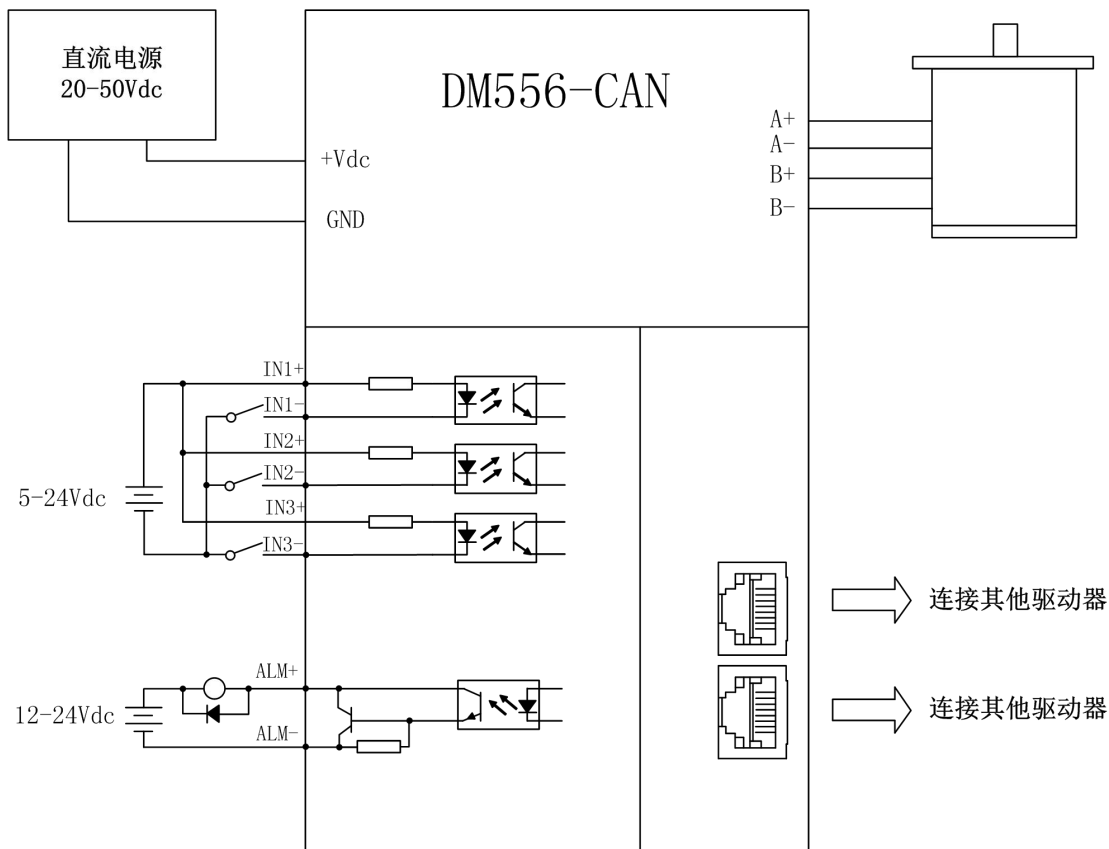 直流电源
20-50Vdc
DM556-CAN
+Vdc
GND
A+
A-
B+
B-
IN1+
IN1-
IN2+
IN2-
IN3+
IN3-
5-24Vdc
连接其他驱动器
ALM+
12-24Vdc
ALM-
连接其他驱动器